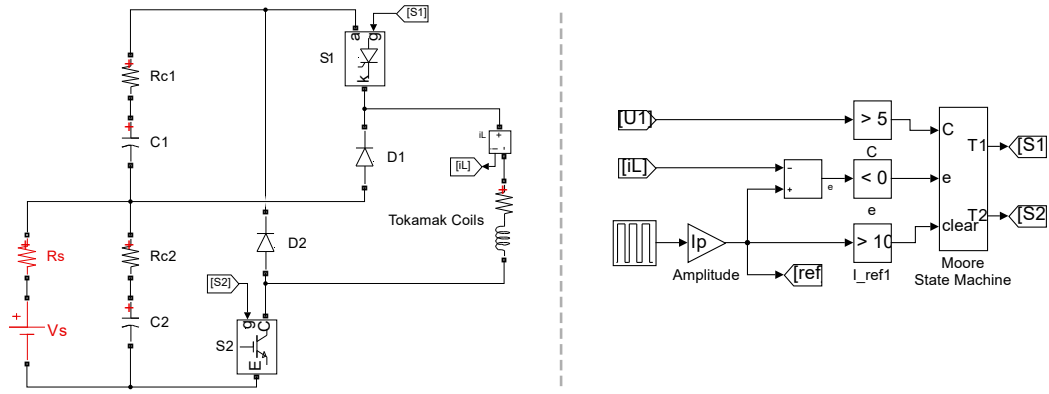 [S1]
a
g
S1
k
Rc1
C1
iL
+
-
[iL]
D1
Tokamak Coils
Rs
Rc2
D2
[S2]
g
C
S2
E
C2
+
Vs
[U1]
> 5
C
C
T1
[S1
[iL]
-
+
e
< 0
e
e
T2
[S2
clear
Ip
Amplitude
> 10
I_ref1
[ref
Moore
State Machine